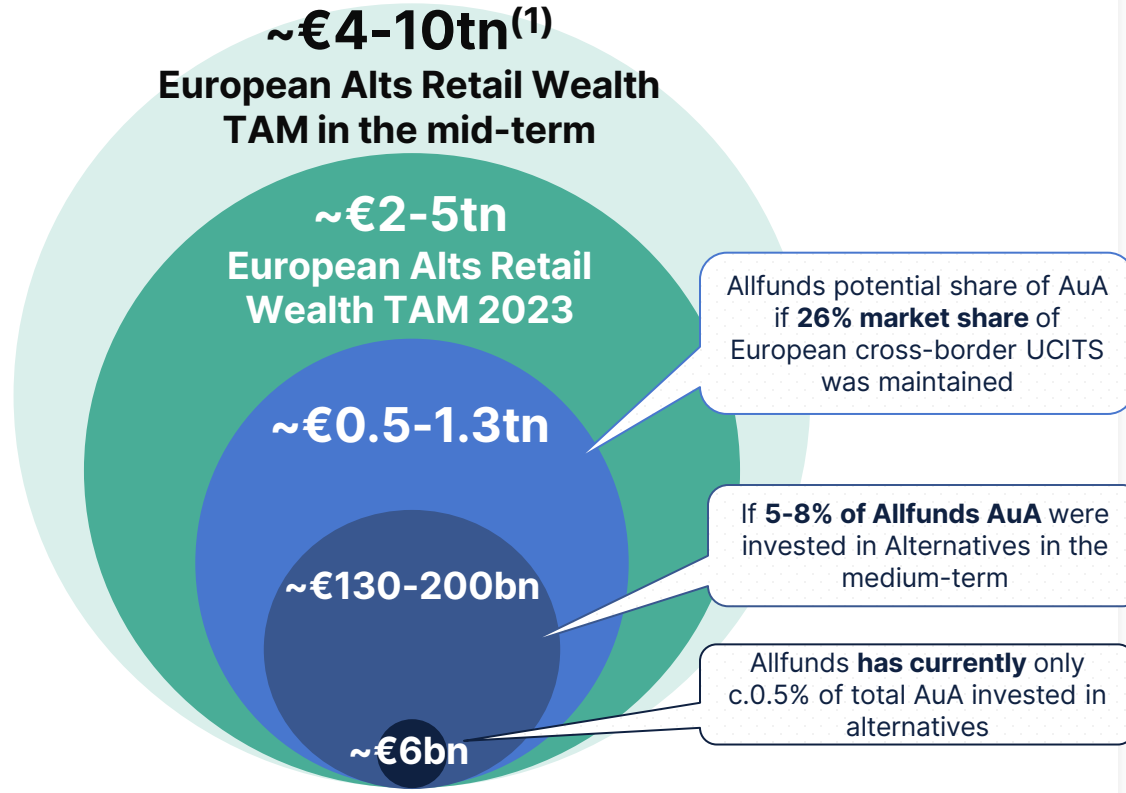 ~€4-10tn(1)
European Alts Retail Wealth
TAM in the mid-term
~€2-5tn
European Alts Retail
Wealth TAM 2023
Allfunds potential share of AuA
if 26% market share of
European cross-border UCITS
was maintained
~€0.5-1.3tn
If 5-8% of Allfunds AuA were
invested in Alternatives in the
medium-term
~€130-200bn
Allfunds has currently only
c.0.5% of total AuA invested in
alternatives
~€6bn